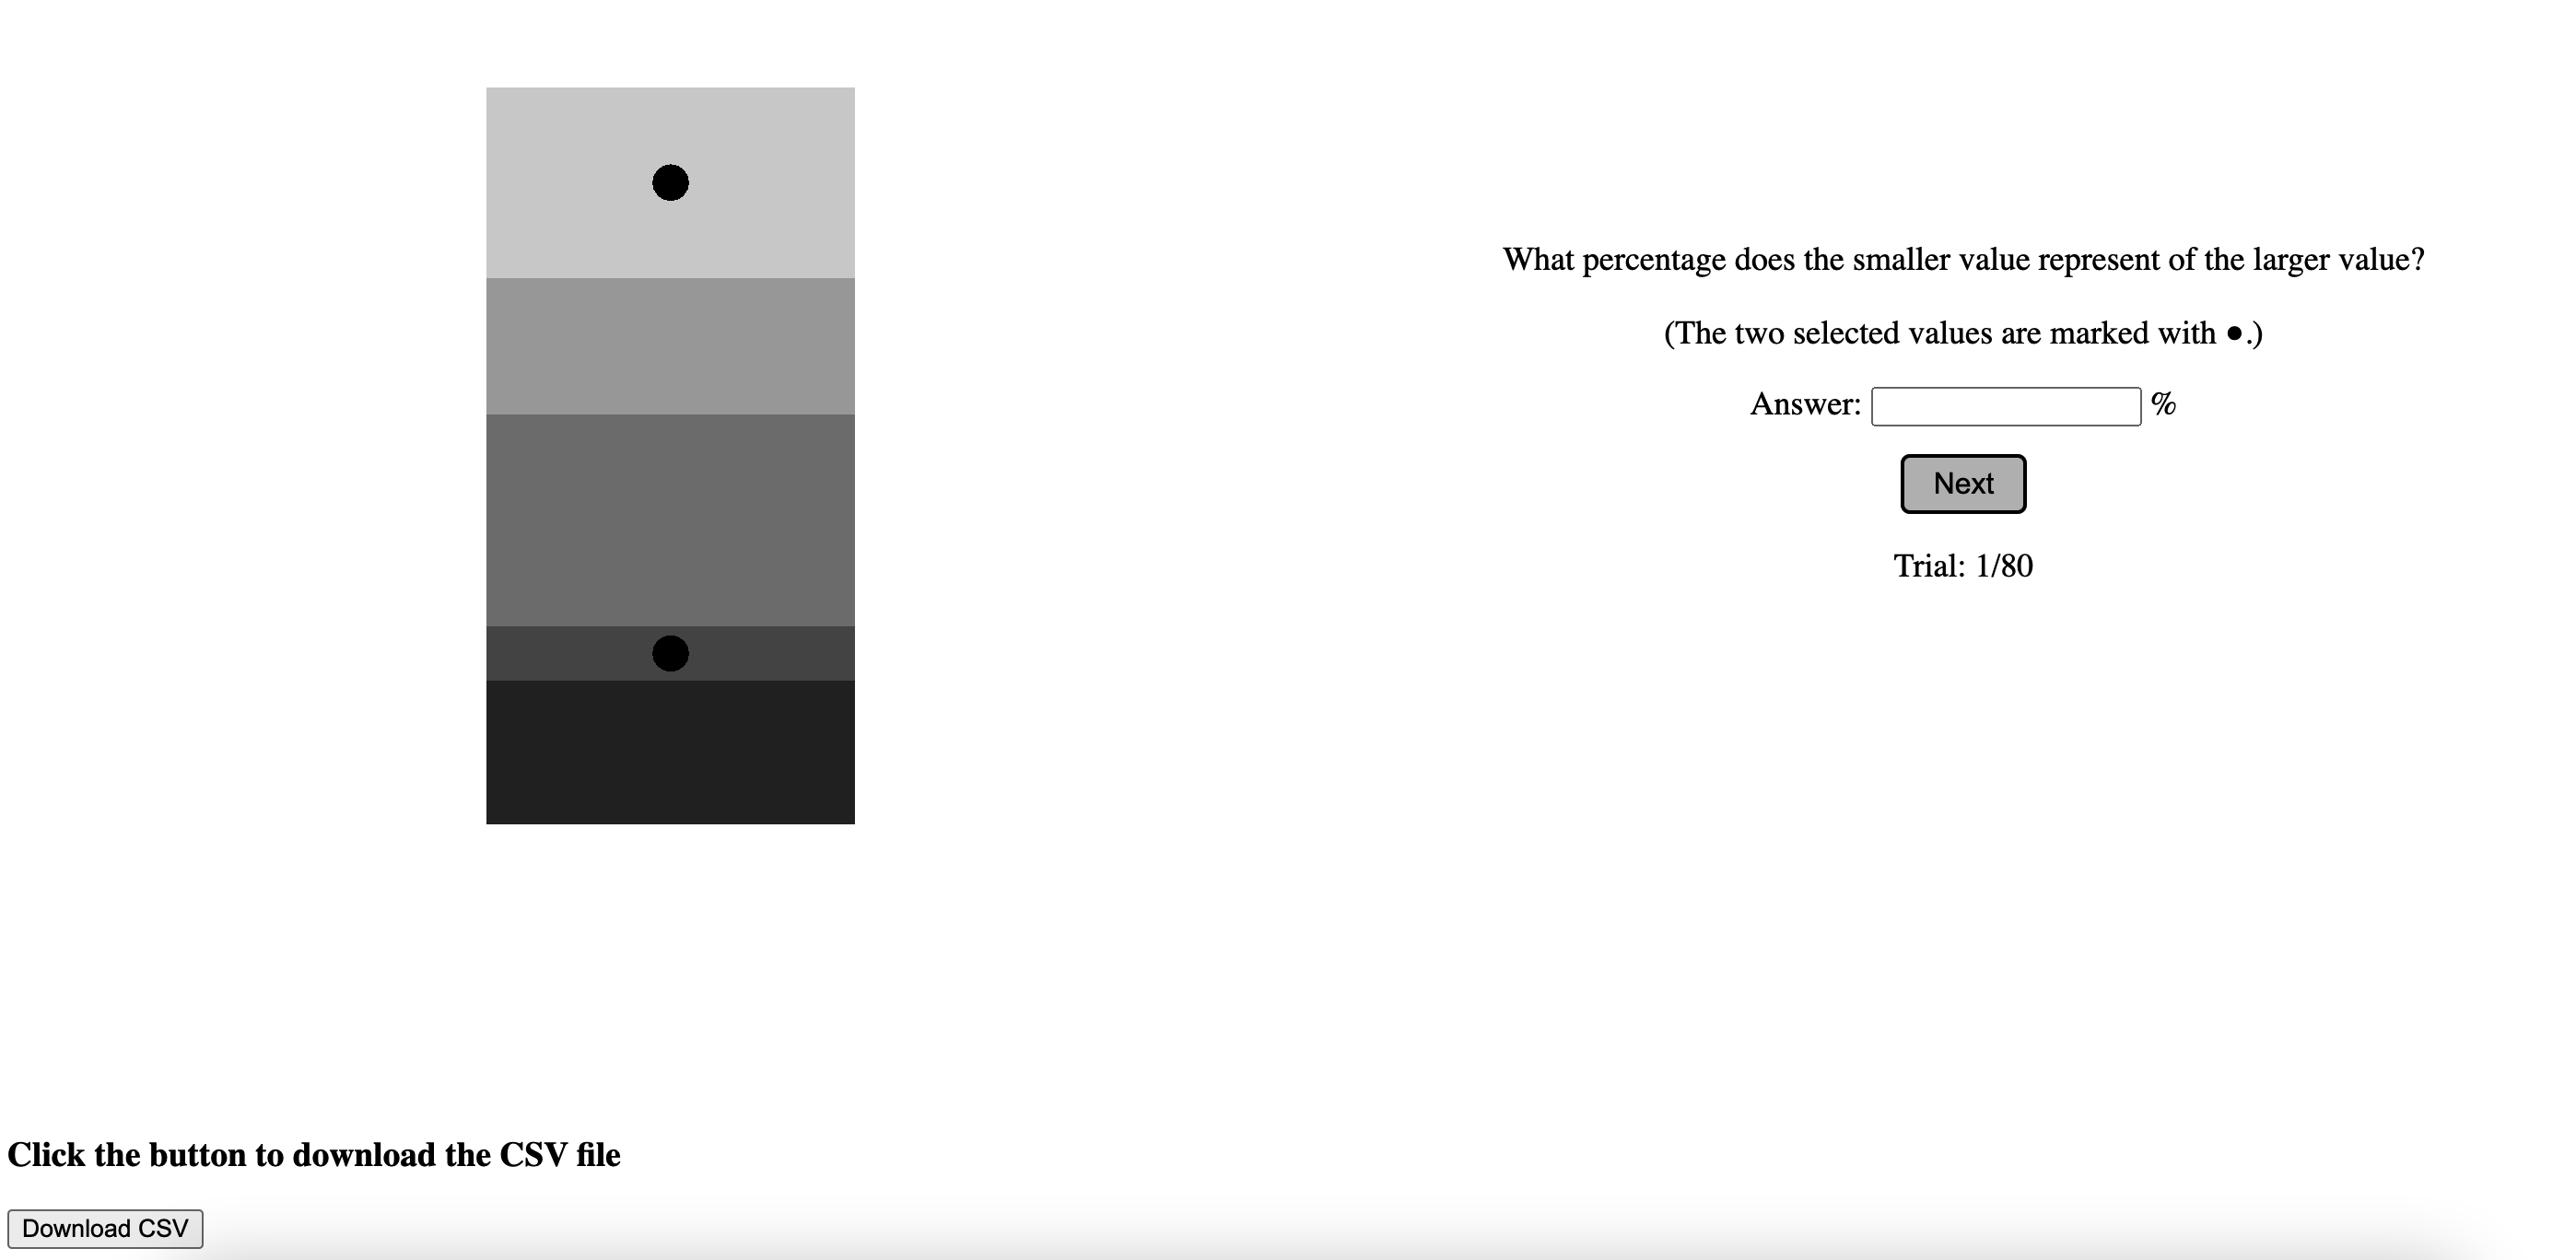 What percentage does the smaller value represent of the larger value?
(The two selected values are marked with ●.)
Answer: %
Next
Trial: 1/80
Click the button to download the CSV file
Download CSV